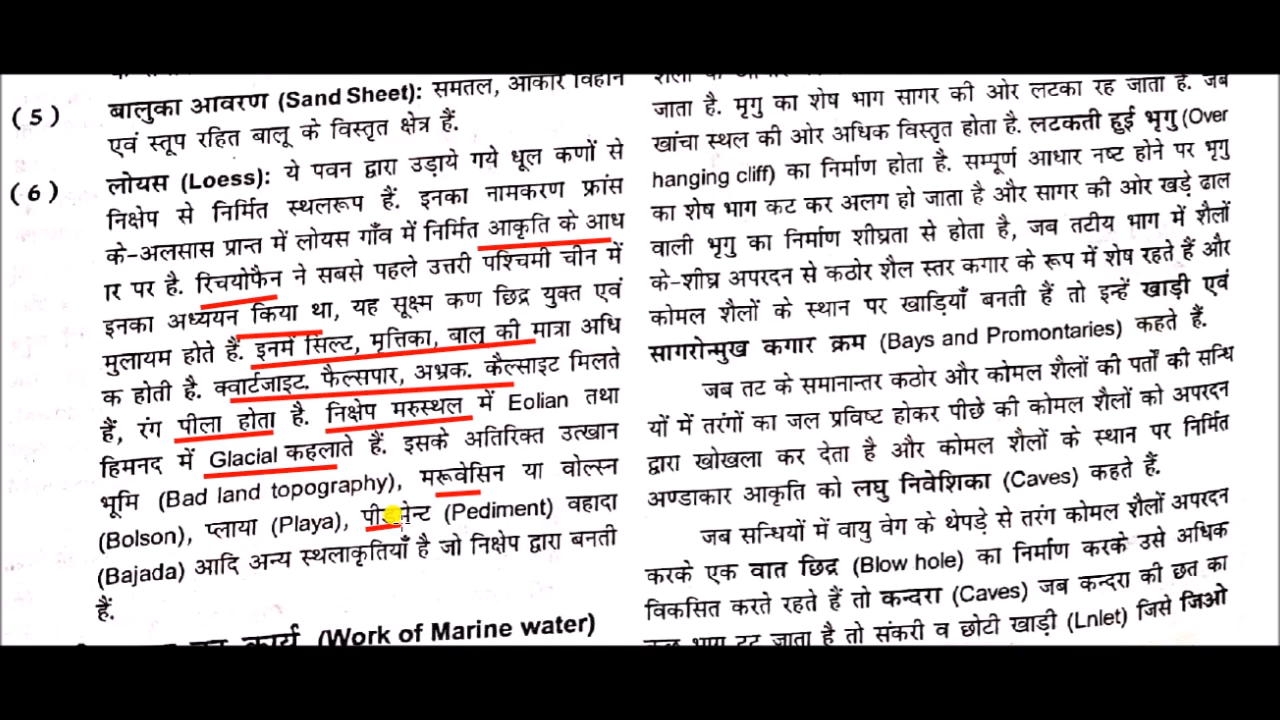 (5) बालुका आवरण (Sand Sheet): समतल, आकार विहीन
एवं स्तूप रहित बालू के विस्तृत क्षेत्र हैं.
(6) लोयस (Loess): ये पवन द्वारा उड़ाये गये धूल कणों से
निक्षेप से निर्मित स्थलरूप हैं. इनका नामकरण फ्रांस
के-अलसास प्रान्त में लोयस गाँव में निर्मित आकृति के आध
ार पर है. रिचयोफैन ने सबसे पहले उत्तरी पश्चिमी चीन में
इनका अध्ययन किया था, यह सूक्ष्म कण छिद्र युक्त एवं
मुलायम होते हैं. इनमें सिल्ट, मृत्तिका, बालू की मात्रा अधि
क होती है. क्वार्टजाइट, फैल्सपार, अभ्रक. कैल्साइट मिलते
हैं, रंग पीला होता है. निक्षेप मरुस्थल में Eolian तथा
हिमनद में Glacial कहलाते हैं. इसके अतिरिक्त उत्खान
भूमि (Bad land topography), मरूवेसिन या वोल्स्न
(Bolson), प्लाया (Playa), (Pediment) वहादा
(Bajada) आदि अन्य स्थलाकृतियाँ है जो निक्षेप द्वारा बनती
हैं.
कार्य (Work of Marine water)
जाता है. मृगु का शेष भाग सागर की ओर लटका रह जाता है. जब
खांचा स्थल की ओर अधिक विस्तृत होता है. लटकती हुई भृगु (Over
hanging cliff) का निर्माण होता है. सम्पूर्ण आधार नष्ट होने पर भृगु
का शेष भाग कट कर अलग हो जाता है और सागर की ओर खड़े ढाल
वाली भृगु का निर्माण शीघ्रता से होता है, जब तटीय भाग में शैलों
के-शीघ्र अपरदन से कठोर शैल स्तर कगार के रूप में शेष रहते हैं और
कोमल शैलों के स्थान पर खाड़ियाँ बनती हैं तो इन्हें खाड़ी एवं
सागरोन्मुख कगार क्रम (Bays and Promontaries) कहते हैं.
जब तट के समानान्तर कठोर और कोमल शैलों की पर्तों की सन्धि
यों में तरंगों का जल प्रविष्ट होकर पीछे की कोमल शैलों को अपरदन
द्वारा खोखला कर देता है और कोमल शैलों के स्थान पर निर्मित
अण्डाकार आकृति को लघु निवेशिका (Caves) कहते हैं.
जब सन्धियों में वायु वेग के थेपड़े से तरंग कोमल शैलों अपरदन
करके एक वात छिद्र (Blow hole) का निर्माण करके उसे अधिक
विकसित करते रहते हैं तो कन्दरा (Caves) जब कन्दरा की छत का
कुछ भाग टूट जाता है तो संकरी व छोटी खाड़ी (Lnlet) जिसे जिओ